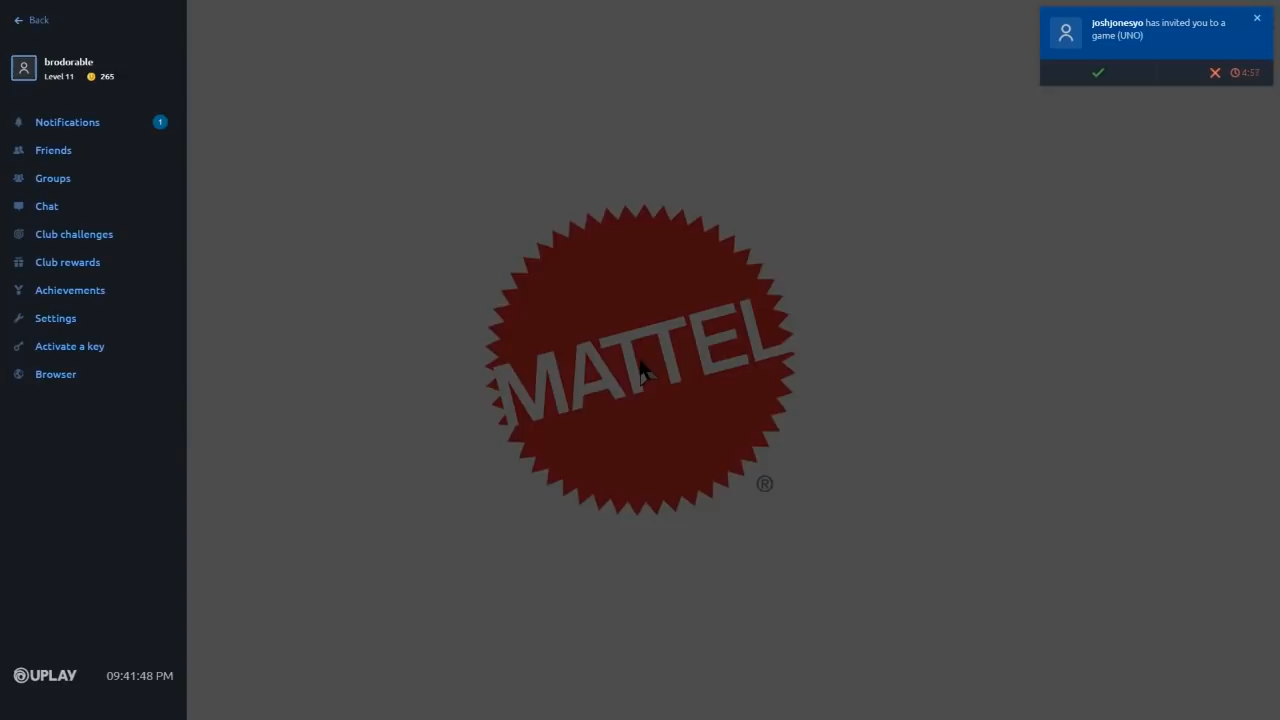 Back
brodorable
Level 11 265
Notifications 1
Friends
Groups
Chat
Club challenges
Club rewards
Achievements
Settings
Activate a key
Browser
UPLAY 09:41:48 PM
MATTEL
®
joshjonesyo has invited you to a
game (UNO)
4:57